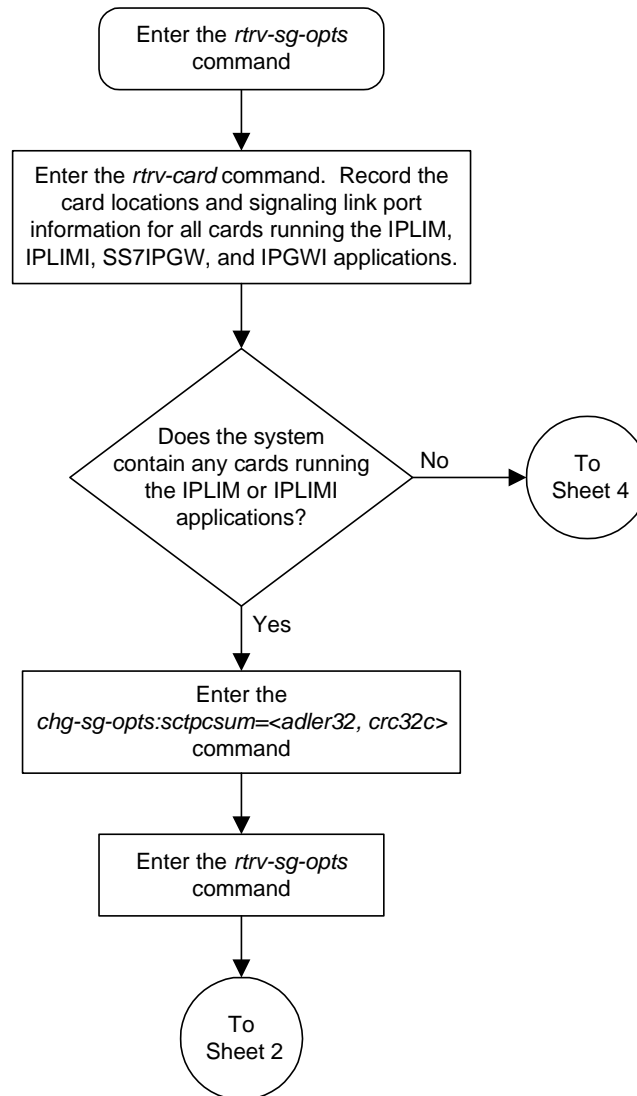 Enter the rtrv-sg-opts
command
Enter the rtrv-card command. Record the
card locations and signaling link port
information for all cards running the IPLIM,
IPLIMI, SS7IPGW, and IPGWI applications.
Does the system
contain any cards running
the IPLIM or IPLIMI
applications?
No
To
Sheet 4
Yes
Enter the
chg-sg-opts:sctpcsum=<adler32, crc32c>
command
Enter the rtrv-sg-opts
command
To
Sheet 2